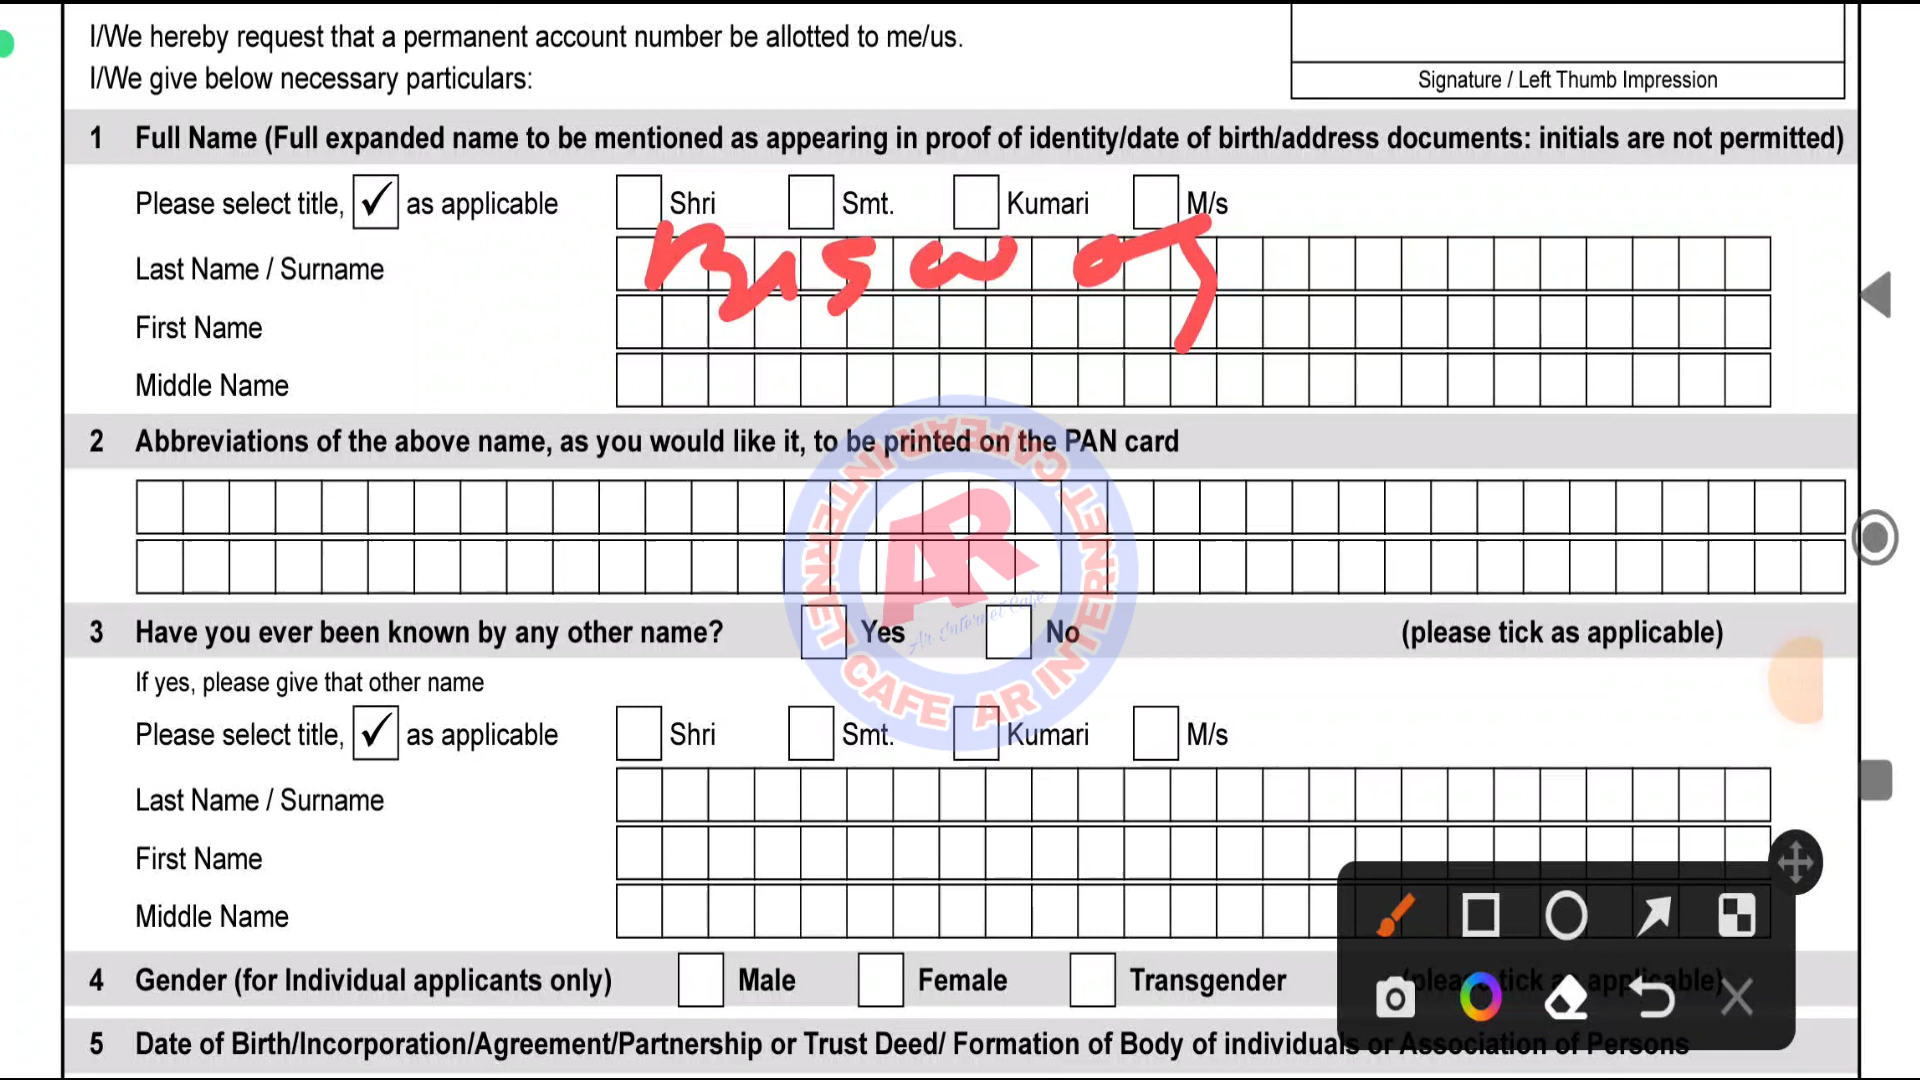 I/We hereby request that a permanent account number be allotted to me/us.
I/We give below necessary particulars:
Signature / Left Thumb Impression
1 Full Name (Full expanded name to be mentioned as appearing in proof of identity/date of birth/address documents: initials are not permitted)
Please select title, ✓ as applicable Shri Smt. Kumari M/s
Last Name / Surname
First Name
Middle Name
2 Abbreviations of the above name, as you would like it, to be printed on the PAN card
AR INTERNET CAFE AR INTERNET CAFE
AR
Ar Internet Cafe
3 Have you ever been known by any other name? Yes No (please tick as applicable)
If yes, please give that other name
Please select title, ✓ as applicable Shri Smt. Kumari M/s
Last Name / Surname
First Name
Middle Name
4 Gender (for Individual applicants only) Male Female Transgender (please tick as applicable)
5 Date of Birth/Incorporation/Agreement/Partnership or Trust Deed/ Formation of Body of individuals or Association of Persons